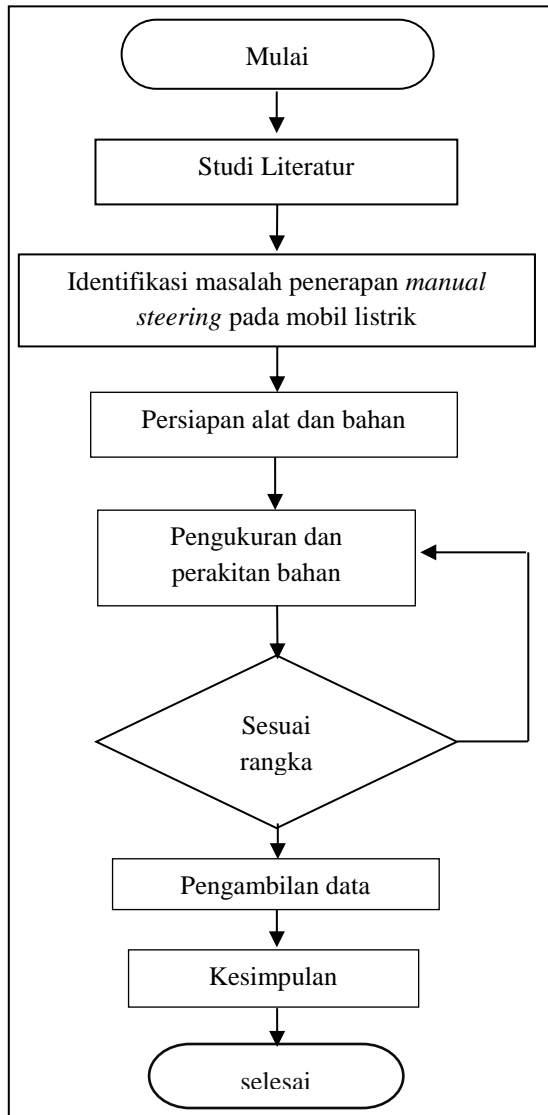 Mulai
Studi Literatur
Identifikasi masalah penerapan manual
steering pada mobil listrik
Persiapan alat dan bahan
Pengukuran dan
perakitan bahan
Sesuai
rangka
Pengambilan data
Kesimpulan
selesai